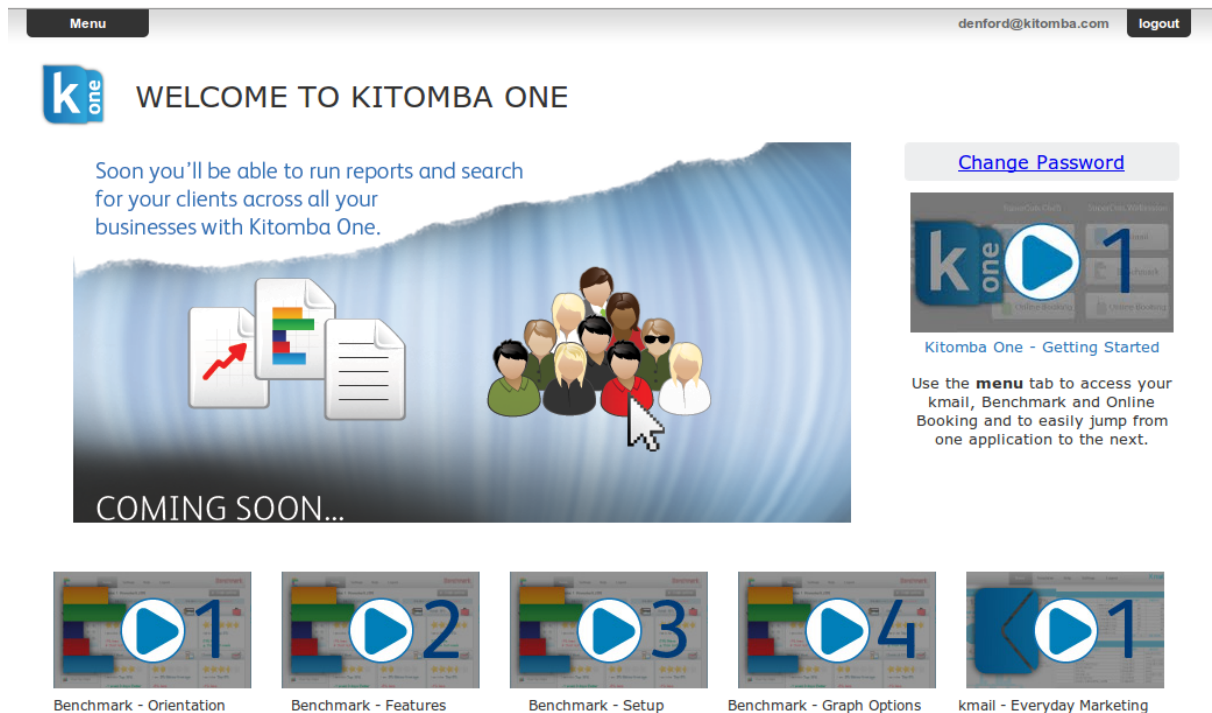 Menu
denford@kitomba.com
logout
k one
WELCOME TO KITOMBA ONE
Soon you'll be able to run reports and search
for your clients across all your
businesses with Kitomba One.
COMING SOON...
Change Password
k one
1
Online Booking
Online Booking
Kitomba One - Getting Started
Use the menu tab to access your
kmail, Benchmark and Online
Booking and to easily jump from
one application to the next.
1
2
3
4
1
Benchmark - Orientation
Benchmark - Features
Benchmark - Setup
Benchmark - Graph Options
kmail - Everyday Marketing